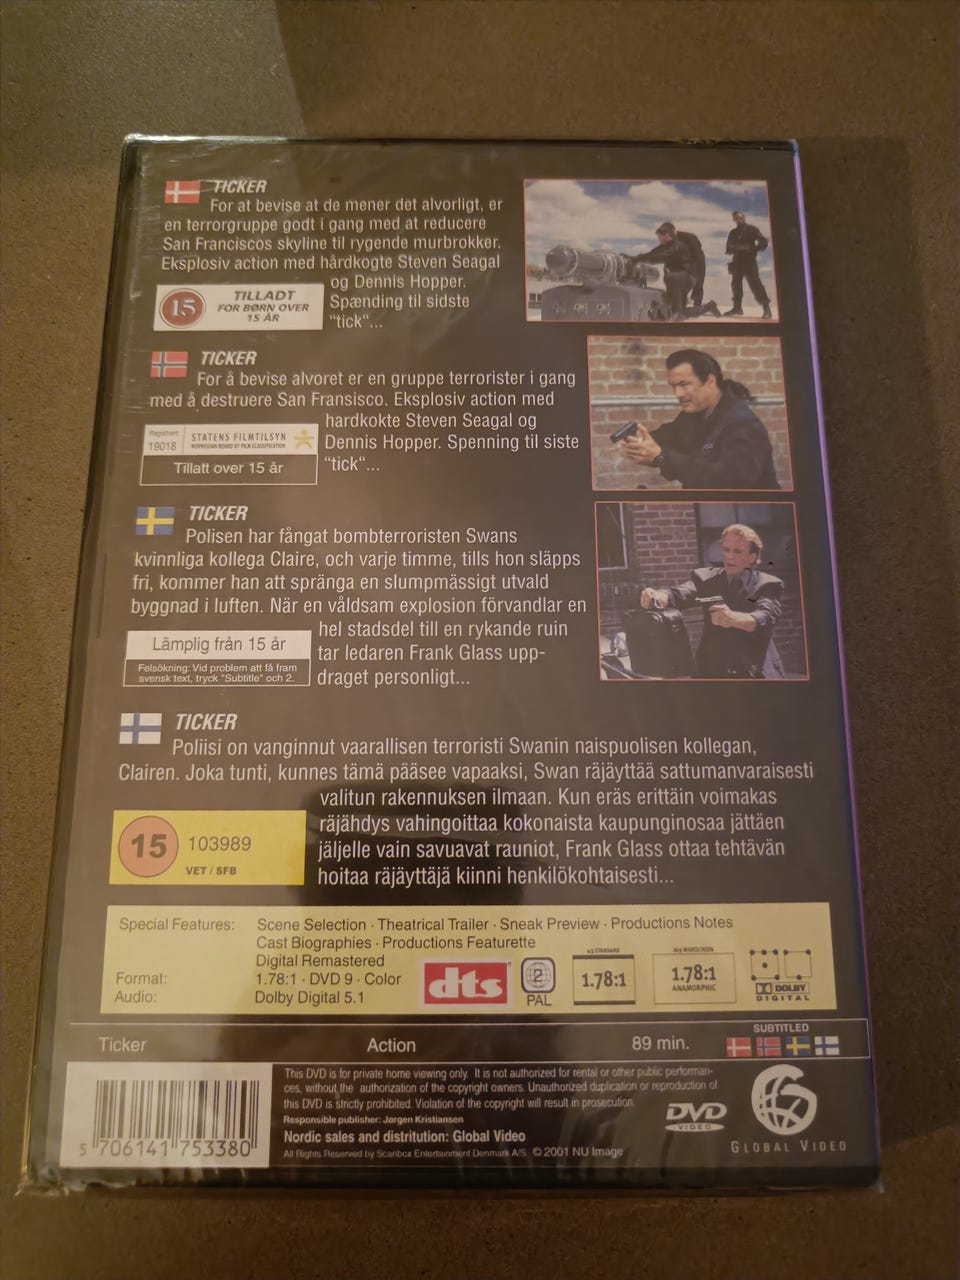 TICKER
For at bevise at de mener det alvorligt, er
en terrorgruppe godt i gang med at reducere
San Franciscos skyline til rygende murbrokker.
Eksplosiv action med hårdkogte Steven Seagal
og Dennis Hopper.
Spænding til sidste
"tick"...
15
TILLADT
FOR BØRN OVER
15 ÅR
TICKER
For å bevise alvoret er en gruppe terrorister i gang
med å destruere San Fransisco. Eksplosiv action med
hardkokte Steven Seagal og
Dennis Hopper. Spenning til siste
"tick"...
Registrert
19018
STATENS FILMTILSYN
NORWEGIAN BOARD OF FILM CLASSIFICATION
Tillatt over 15 år
TICKER
Polisen har fångat bombterroristen Swans
kvinnliga kollega Claire, och varje timme, tills hon släpps
fri, kommer han att spränga en slumpmässigt utvald
byggnad i luften. När en våldsam explosion förvandlar en
hel stadsdel till en rykande ruin
tar ledaren Frank Glass upp-
draget personligt...
Lämplig från 15 år
Felsökning: Vid problem att få fram
svensk text, tryck "Subtitle" och 2.
TICKER
Poliisi on vanginnut vaarallisen terroristi Swanin naispuolisen kollegan,
Clairen. Joka tunti, kunnes tämä pääsee vapaaksi, Swan räjäyttää sattumanvaraisesti
valitun rakennuksen ilmaan. Kun eräs erittäin voimakas
räjähdys vahingoittaa kokonaista kaupunginosaa jättäen
jäljelle vain savuavat rauniot, Frank Glass ottaa tehtävän
hoitaa räjäyttäjä kiinni henkilökohtaisesti...
15
103989
VET / SFB
Special Features: Scene Selection · Theatrical Trailer · Sneak Preview · Productions Notes
Cast Biographies · Productions Featurette
Digital Remastered
Format: 1.78:1 · DVD 9 · Color
Audio: Dolby Digital 5.1
dts
2
PAL
4:3 STANDARD
1.78:1
16:9 WIDESCREEN
1.78:1
ANAMORPHIC
DOLBY
DIGITAL
Ticker Action 89 min.
SUBTITLED
This DVD is for private home viewing only. It is not authorized for rental or other public performan-
ces, without the authorization of the copyright owners. Unauthorized duplication or reproduction of
this DVD is strictly prohibited. Violation of the copyright will result in prosecution.
Responsible publisher: Jørgen Kristiansen
Nordic sales and distritution: Global Video
All Rights Reserved by Scanbox Entertainment Denmark A/S © 2001 NU Image
DVD
VIDEO
GLOBAL VIDEO
5 706141 753380